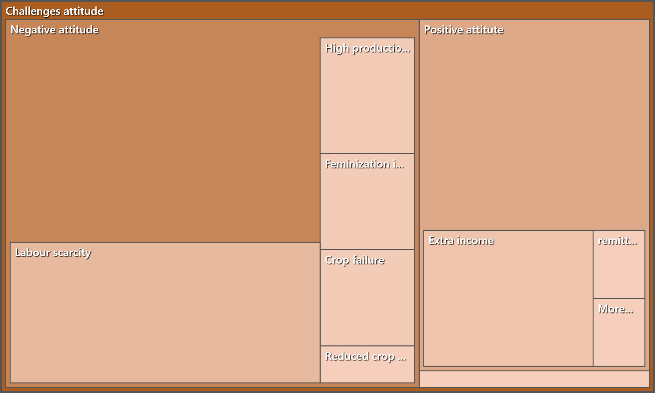 Challenges attitude
Negative attitude
Positive attitute
High productio...
Feminization i...
Labour scarcity
Crop failure
Reduced crop ...
Extra income
remitt...
More...